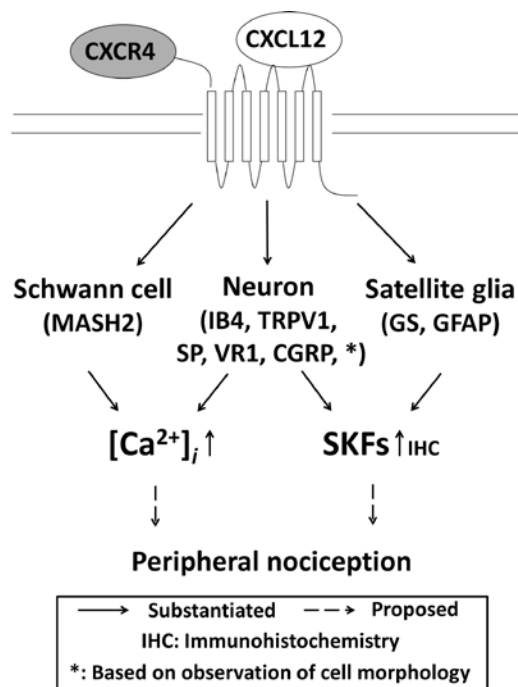 CXCR4
CXCL12
Schwann cell
(MASH2)
Neuron
(IB4, TRPV1,
SP, VR1, CGRP, *)
Satellite glia
(GS, GFAP)
[Ca²⁺]ᵢ↑
SKFs↑IHC
Peripheral nociception
Substantiated
Proposed
IHC: Immunohistochemistry
*: Based on observation of cell morphology